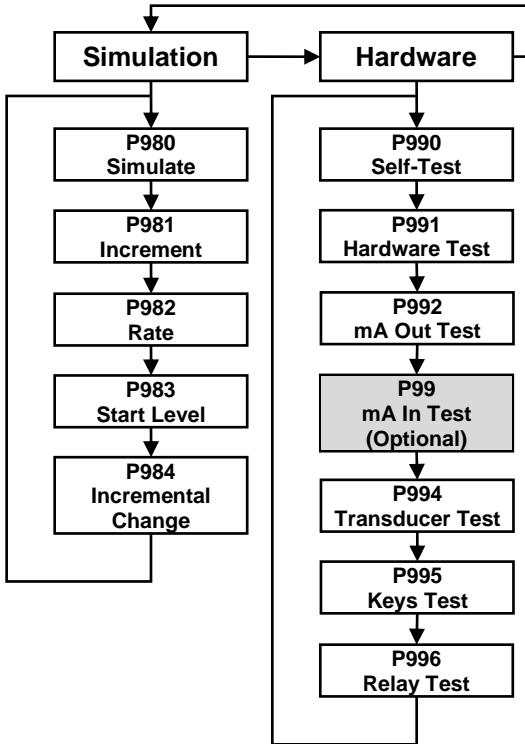 Simulation
P980
Simulate
P981
Increment
P982
Rate
P983
Start Level
P984
Incremental
Change
Hardware
P990
Self-Test
P991
Hardware Test
P992
mA Out Test
P99
mA In Test
(Optional)
P994
Transducer Test
P995
Keys Test
P996
Relay Test